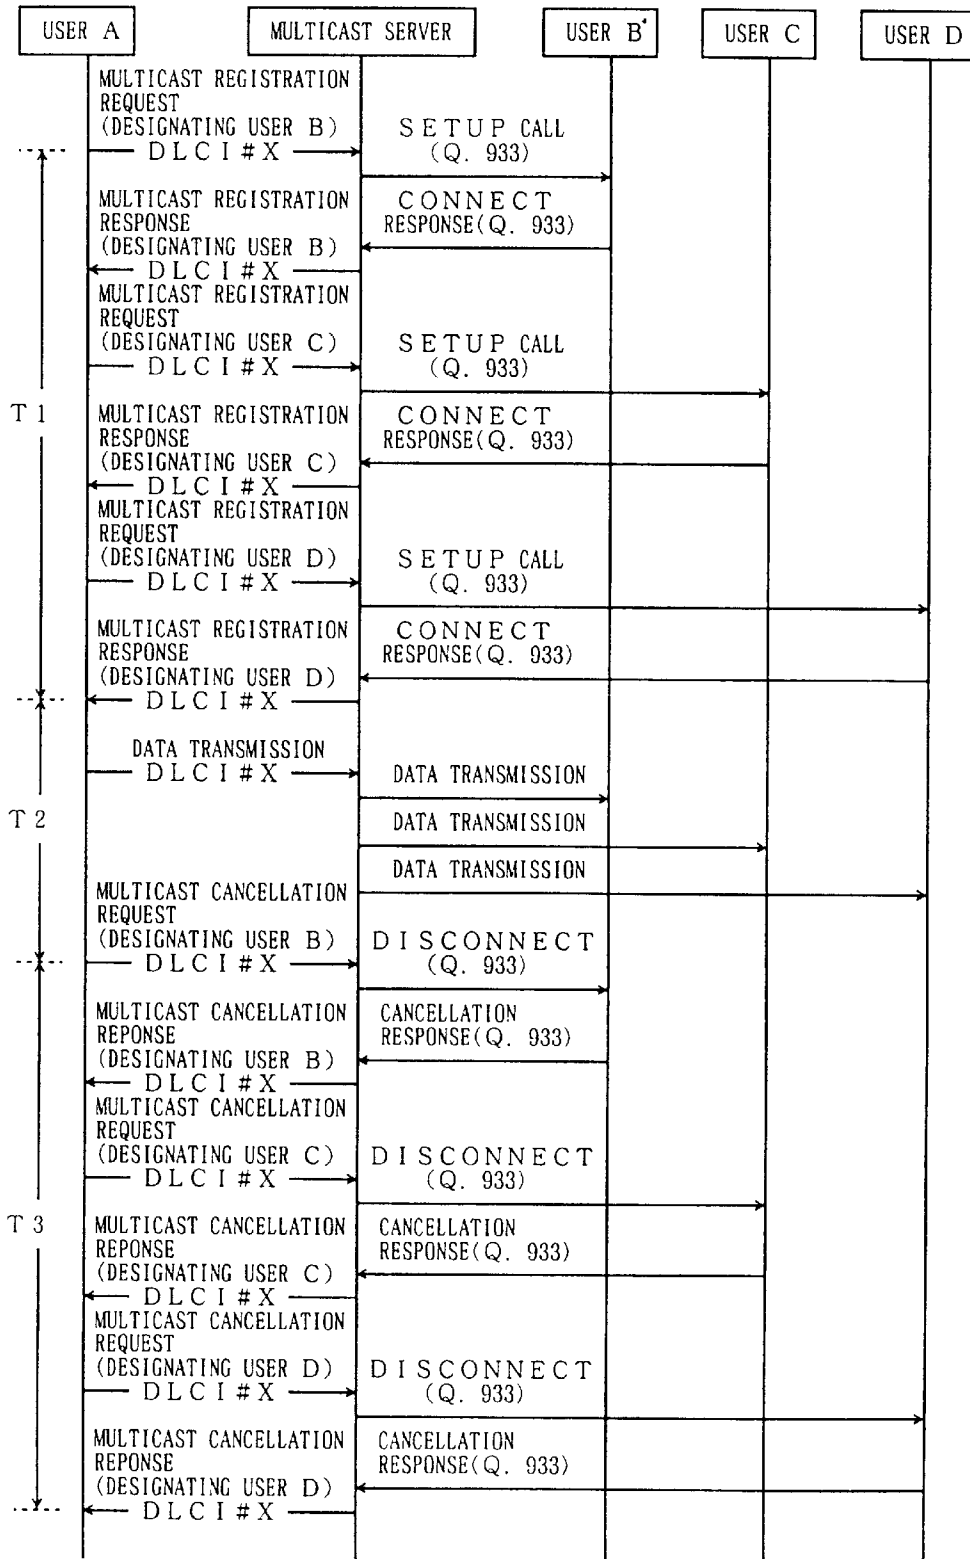 USER A
MULTICAST SERVER
USER B'
USER C
USER D
MULTICAST REGISTRATION
REQUEST
(DESIGNATING USER B)
DLCI#X
SETUP CALL
(Q. 933)
MULTICAST REGISTRATION
RESPONSE
(DESIGNATING USER B)
DLCI#X
CONNECT
RESPONSE(Q. 933)
MULTICAST REGISTRATION
REQUEST
(DESIGNATING USER C)
DLCI#X
SETUP CALL
(Q. 933)
T1
MULTICAST REGISTRATION
RESPONSE
(DESIGNATING USER C)
DLCI#X
CONNECT
RESPONSE(Q. 933)
MULTICAST REGISTRATION
REQUEST
(DESIGNATING USER D)
DLCI#X
SETUP CALL
(Q. 933)
MULTICAST REGISTRATION
RESPONSE
(DESIGNATING USER D)
DLCI#X
CONNECT
RESPONSE(Q. 933)
DATA TRANSMISSION
DLCI#X
DATA TRANSMISSION
T2
DATA TRANSMISSION
DATA TRANSMISSION
MULTICAST CANCELLATION
REQUEST
(DESIGNATING USER B)
DLCI#X
DISCONNECT
(Q. 933)
MULTICAST CANCELLATION
REPONSE
(DESIGNATING USER B)
DLCI#X
CANCELLATION
RESPONSE(Q. 933)
MULTICAST CANCELLATION
REQUEST
(DESIGNATING USER C)
DLCI#X
DISCONNECT
(Q. 933)
T3
MULTICAST CANCELLATION
REPONSE
(DESIGNATING USER C)
DLCI#X
CANCELLATION
RESPONSE(Q. 933)
MULTICAST CANCELLATION
REQUEST
(DESIGNATING USER D)
DLCI#X
DISCONNECT
(Q. 933)
MULTICAST CANCELLATION
REPONSE
(DESIGNATING USER D)
DLCI#X
CANCELLATION
RESPONSE(Q. 933)